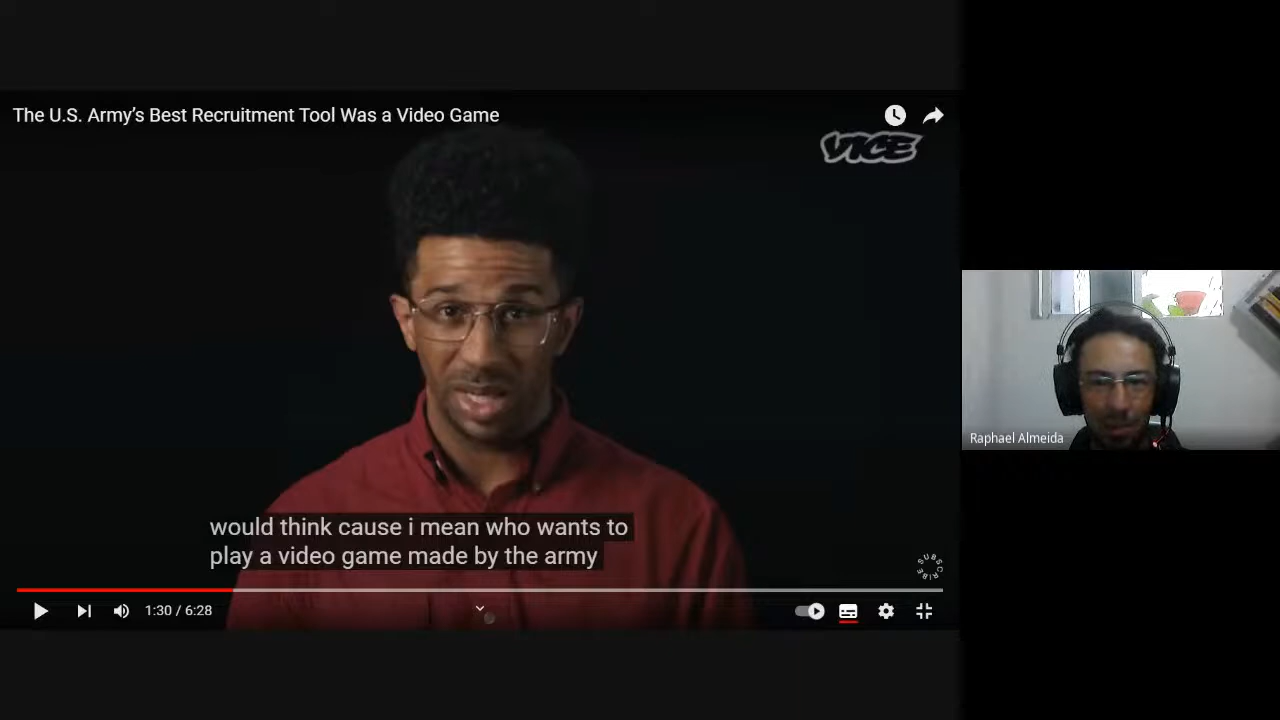 The U.S. Army’s Best Recruitment Tool Was a Video Game
VICE
would think cause i mean who wants to
play a video game made by the army
SUBSCRIBE
1:30 / 6:28
Raphael Almeida